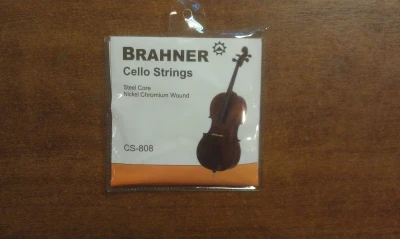 BRAHNER
Cello Strings
Steel Core
Nickel Chromium Wound
CS-808